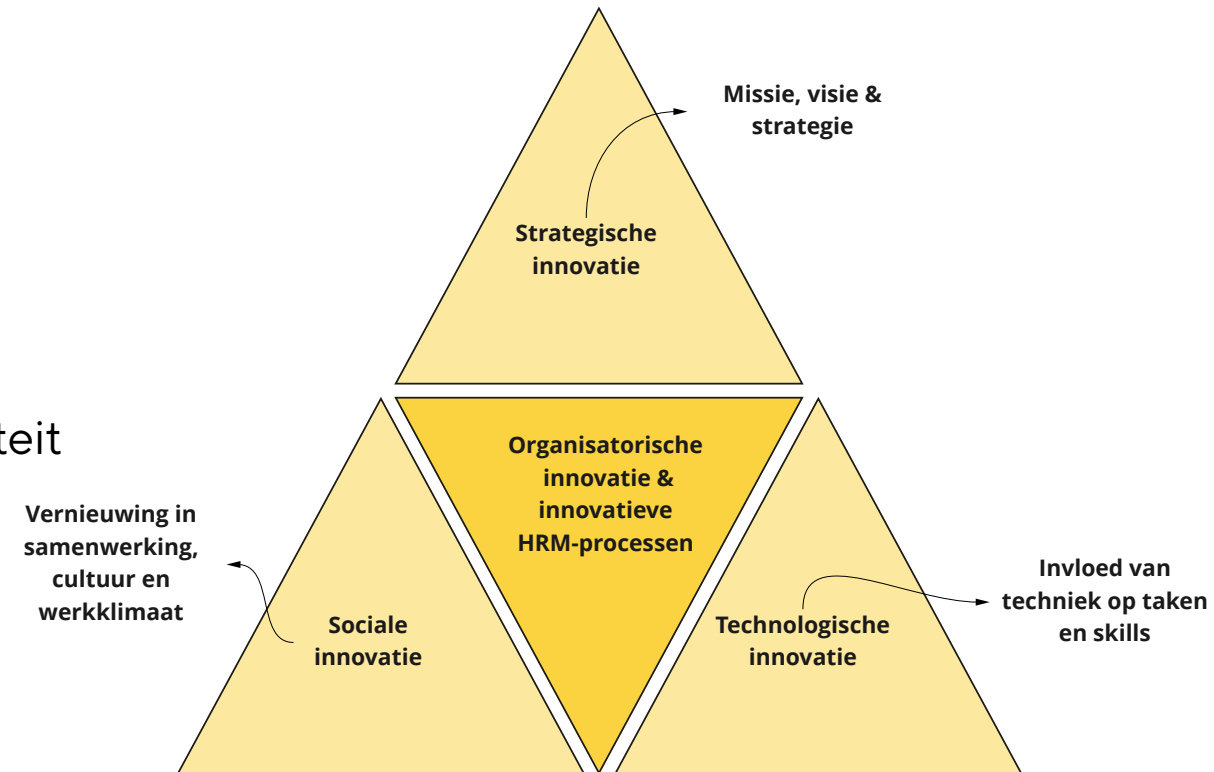 Missie, visie &
strategie
Strategische
innovatie
teit
Organisatorische
innovatie &
innovatieve
HRM-processen
Vernieuwing in
samenwerking,
cultuur en
werkklimaat
Sociale
innovatie
Technologische
innovatie
Invloed van
techniek op taken
en skills